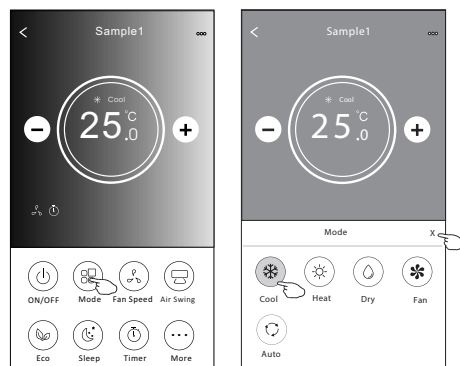 Sample1
Cool
25°C.0
ON/OFF Mode Fan Speed Air Swing
Eco Sleep Timer More
Sample1
Cool
25°C.0
Mode X
Cool Heat Dry Fan
Auto